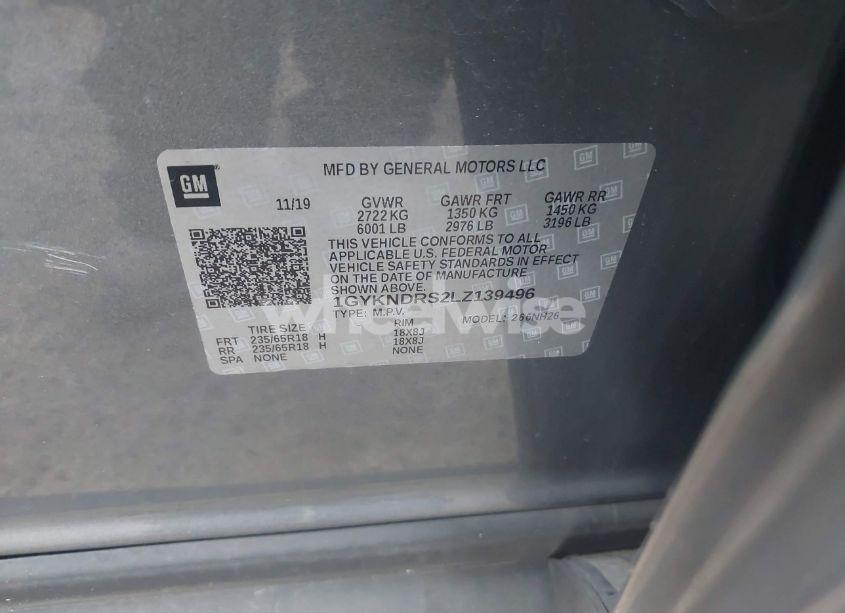 GM
MFD BY GENERAL MOTORS LLC
11/19 GVWR GAWR FRT GAWR RR
2722 KG 1350 KG 1450 KG
6001 LB 2976 LB 3196 LB
THIS VEHICLE CONFORMS TO ALL
APPLICABLE U.S. FEDERAL MOTOR
VEHICLE SAFETY STANDARDS IN EFFECT
ON THE DATE OF MANUFACTURE
SHOWN ABOVE.
1GYKNDRS2LZ139496
TYPE: M.P.V. MODEL: 266NH26
TIRE SIZE RIM
FRT 235/65R18 H 18X8J
RR 235/65R18 H 18X8J
SPA NONE NONE
wheelwise